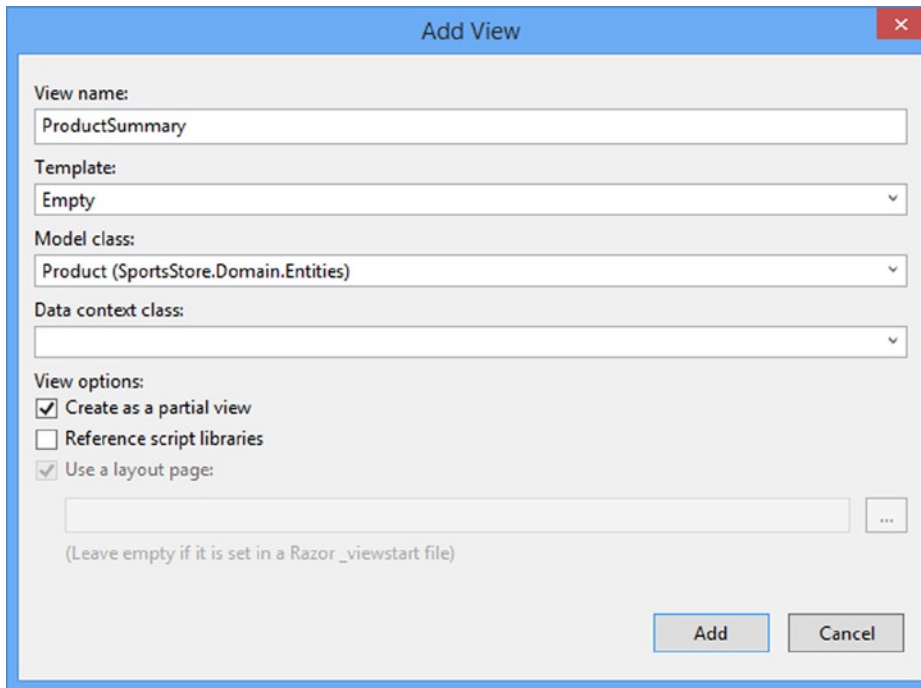 Add View
View name:
ProductSummary
Template:
Empty
Model class:
Product (SportsStore.Domain.Entities)
Data context class:
View options:
Create as a partial view
Reference script libraries
Use a layout page:
...
(Leave empty if it is set in a Razor _viewstart file)
Add Cancel